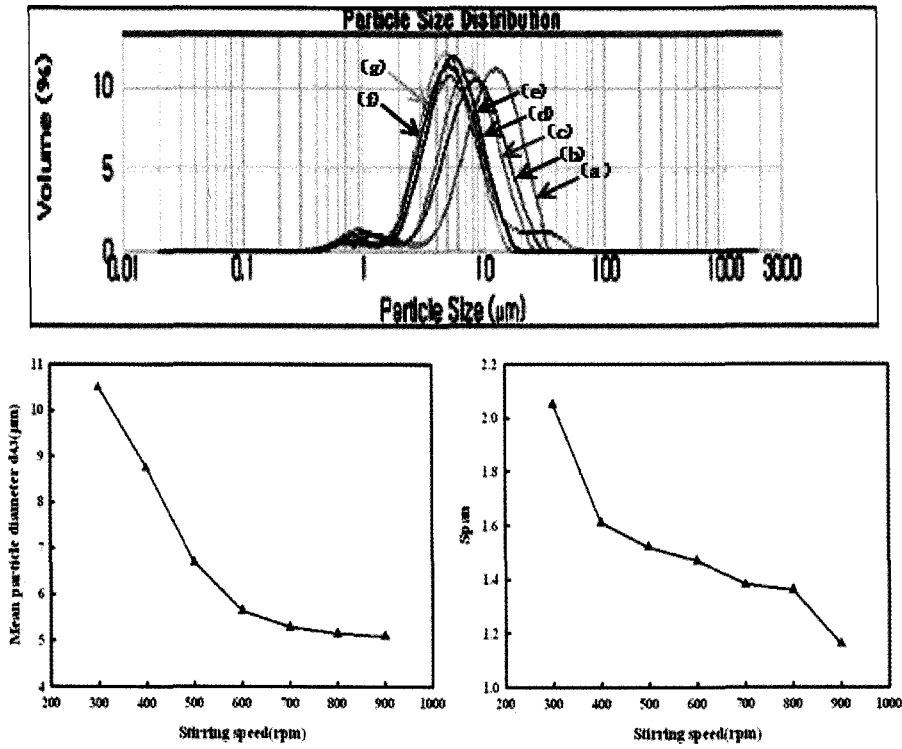 Particle Size Distribution
Volume (%)
10
5
0
(g)
(f)
(e)
(d)
(c)
(b)
(a)
0.01 0.1 1 10 100 1000 3000
Particle Size (µm)
Mean particle diameter d4,3(µm)
11
10
9
8
7
6
5
4
200 300 400 500 600 700 800 900 1000
Stirring speed(rpm)
Span
2.2
2.0
1.8
1.6
1.4
1.2
1.0
200 300 400 500 600 700 800 900 1000
Stirring speed(rpm)